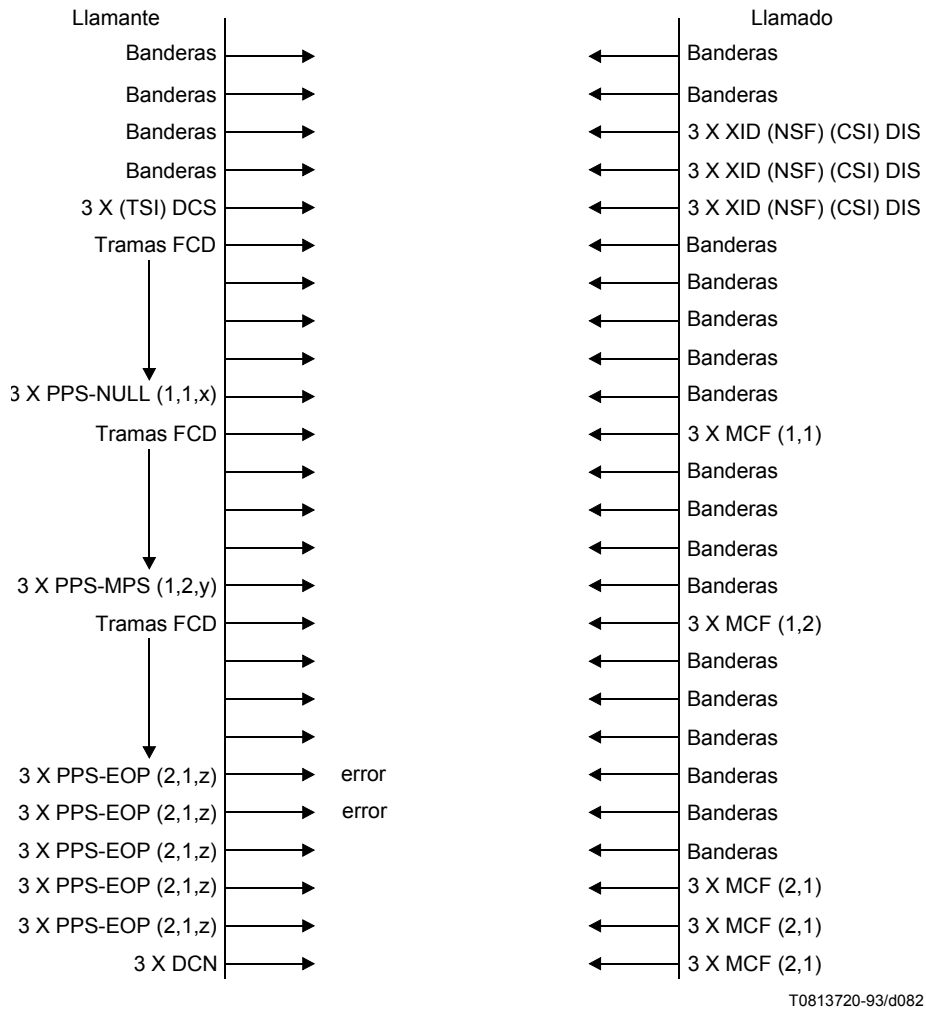 Llamante Llamado
Banderas Banderas
Banderas Banderas
Banderas 3 X XID (NSF) (CSI) DIS
Banderas 3 X XID (NSF) (CSI) DIS
3 X (TSI) DCS 3 X XID (NSF) (CSI) DIS
Tramas FCD Banderas
Banderas
Banderas
Banderas
3 X PPS-NULL (1,1,x) Banderas
Tramas FCD 3 X MCF (1,1)
Banderas
Banderas
Banderas
3 X PPS-MPS (1,2,y) Banderas
Tramas FCD 3 X MCF (1,2)
Banderas
Banderas
Banderas
3 X PPS-EOP (2,1,z) error Banderas
3 X PPS-EOP (2,1,z) error Banderas
3 X PPS-EOP (2,1,z) Banderas
3 X PPS-EOP (2,1,z) 3 X MCF (2,1)
3 X PPS-EOP (2,1,z) 3 X MCF (2,1)
3 X DCN 3 X MCF (2,1)
T0813720-93/d082